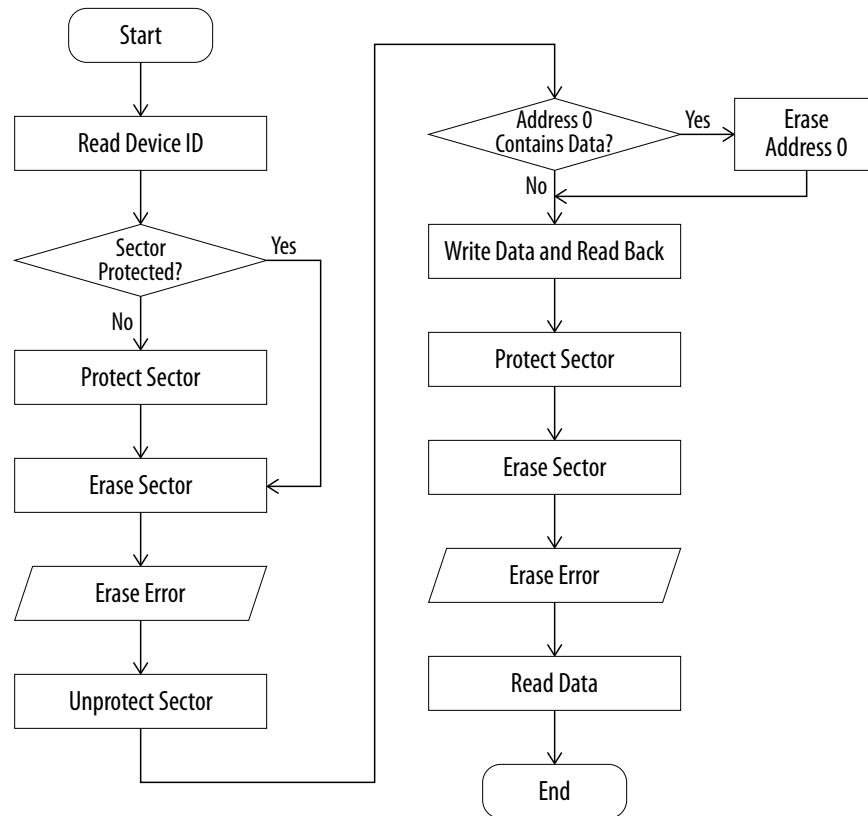 Start
Read Device ID
Sector
Protected?
Yes
No
Protect Sector
Erase Sector
Erase Error
Unprotect Sector
Address 0
Contains Data?
Yes
Erase
Address 0
No
Write Data and Read Back
Protect Sector
Erase Sector
Erase Error
Read Data
End